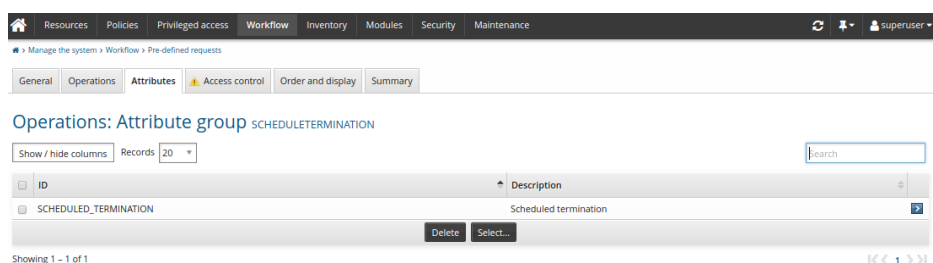 Resources Policies Privileged access Workflow Inventory Modules Security Maintenance superuser
> Manage the system > Workflow > Pre-defined requests
General Operations Attributes Access control Order and display Summary
Operations: Attribute group SCHEDULETERMINATION
Show / hide columns Records 20 Search
ID Description
SCHEDULED_TERMINATION Scheduled termination
Delete Select...
Showing 1 – 1 of 1 1